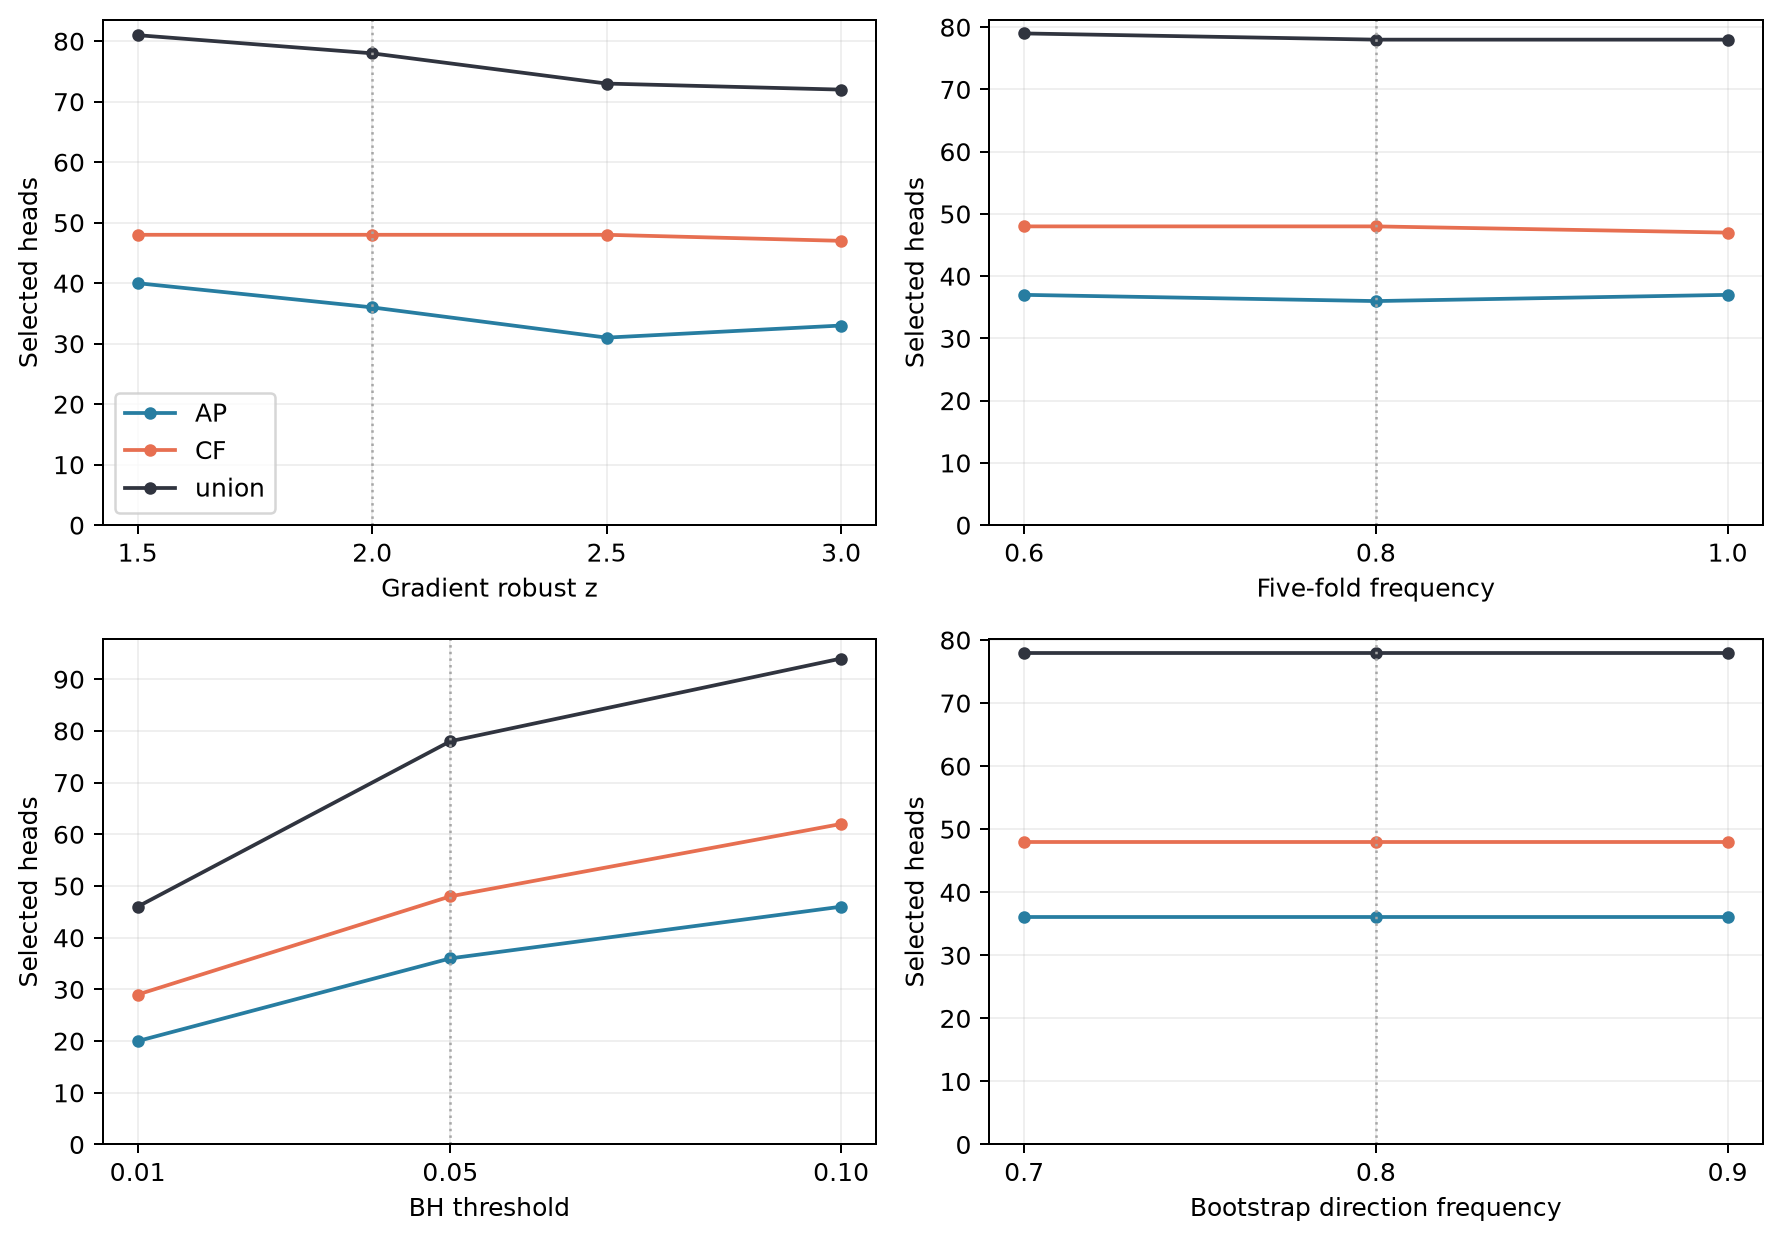 80
70
60
50
40
30
20
10
0
Selected heads
AP
CF
union
1.5 2.0 2.5 3.0
Gradient robust z
80
70
60
50
40
30
20
10
0
Selected heads
0.6 0.8 1.0
Five-fold frequency
90
80
70
60
50
40
30
20
10
0
Selected heads
0.01 0.05 0.10
BH threshold
80
70
60
50
40
30
20
10
0
Selected heads
0.7 0.8 0.9
Bootstrap direction frequency